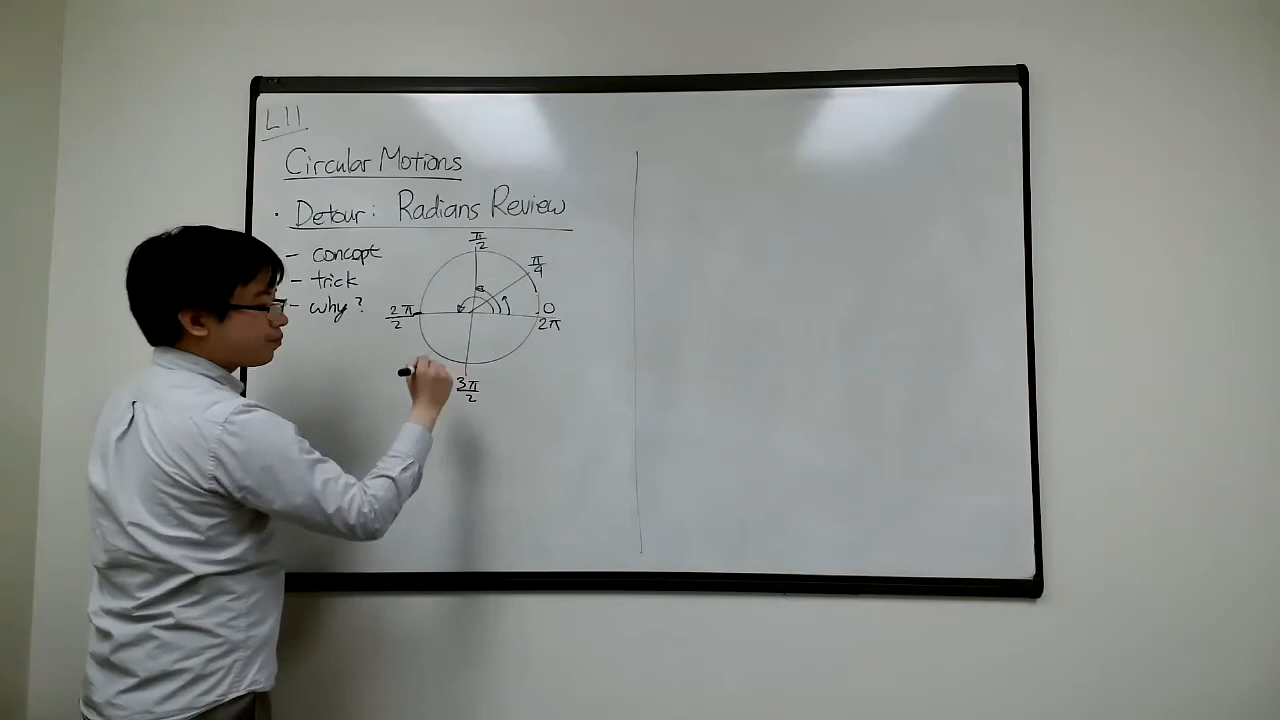 L11
Circular Motions
· Detour: Radians Review
- concept
- trick
- why?
π/2
π/4
2π/2
0
2π
3π/2